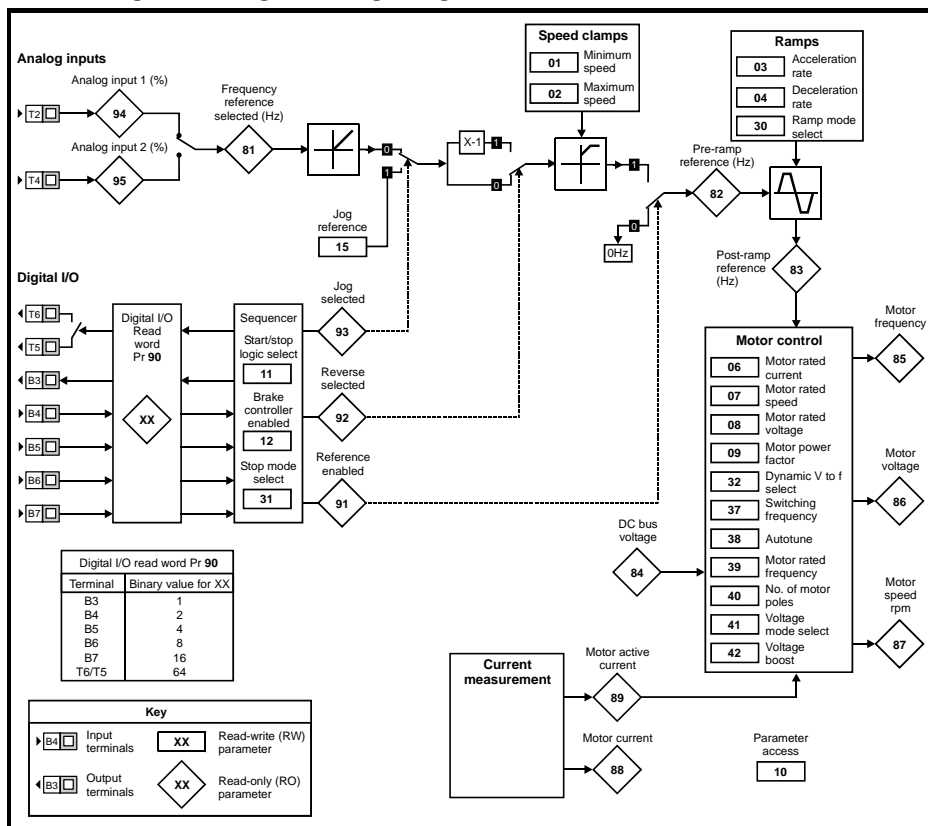 Analog inputs
Analog input 1 (%)
T2
94
Analog input 2 (%)
T4
95
Frequency
reference
selected (Hz)
81
0
1
Jog
reference
15
X-1
1
0
Speed clamps
01 Minimum
speed
02 Maximum
speed
1
0
0Hz
Pre-ramp
reference (Hz)
82
Ramps
03 Acceleration
rate
04 Deceleration
rate
30 Ramp mode
select
Post-ramp
reference
(Hz)
83
Digital I/O
T6
T5
B3
B4
B5
B6
B7
Digital I/O
Read
word
Pr 90
XX
Sequencer
Start/stop
logic select
11
Brake
controller
enabled
12
Stop mode
select
31
Jog
selected
93
Reverse
selected
92
Reference
enabled
91
Motor control
06 Motor rated
current
07 Motor rated
speed
08 Motor rated
voltage
09 Motor power
factor
32 Dynamic V to f
select
37 Switching
frequency
38 Autotune
39 Motor rated
frequency
40 No. of motor
poles
41 Voltage
mode select
42 Voltage
boost
Motor
frequency
85
Motor
voltage
86
Motor
speed
rpm
87
DC bus
voltage
84
Digital I/O read word Pr 90
Terminal Binary value for XX
B3 1
B4 2
B5 4
B6 8
B7 16
T6/T5 64
Current
measurement
Motor active
current
89
Motor current
88
Parameter
access
10
Key
B4 Input
terminals
XX Read-write (RW)
parameter
B3 Output
terminals
XX Read-only (RO)
parameter